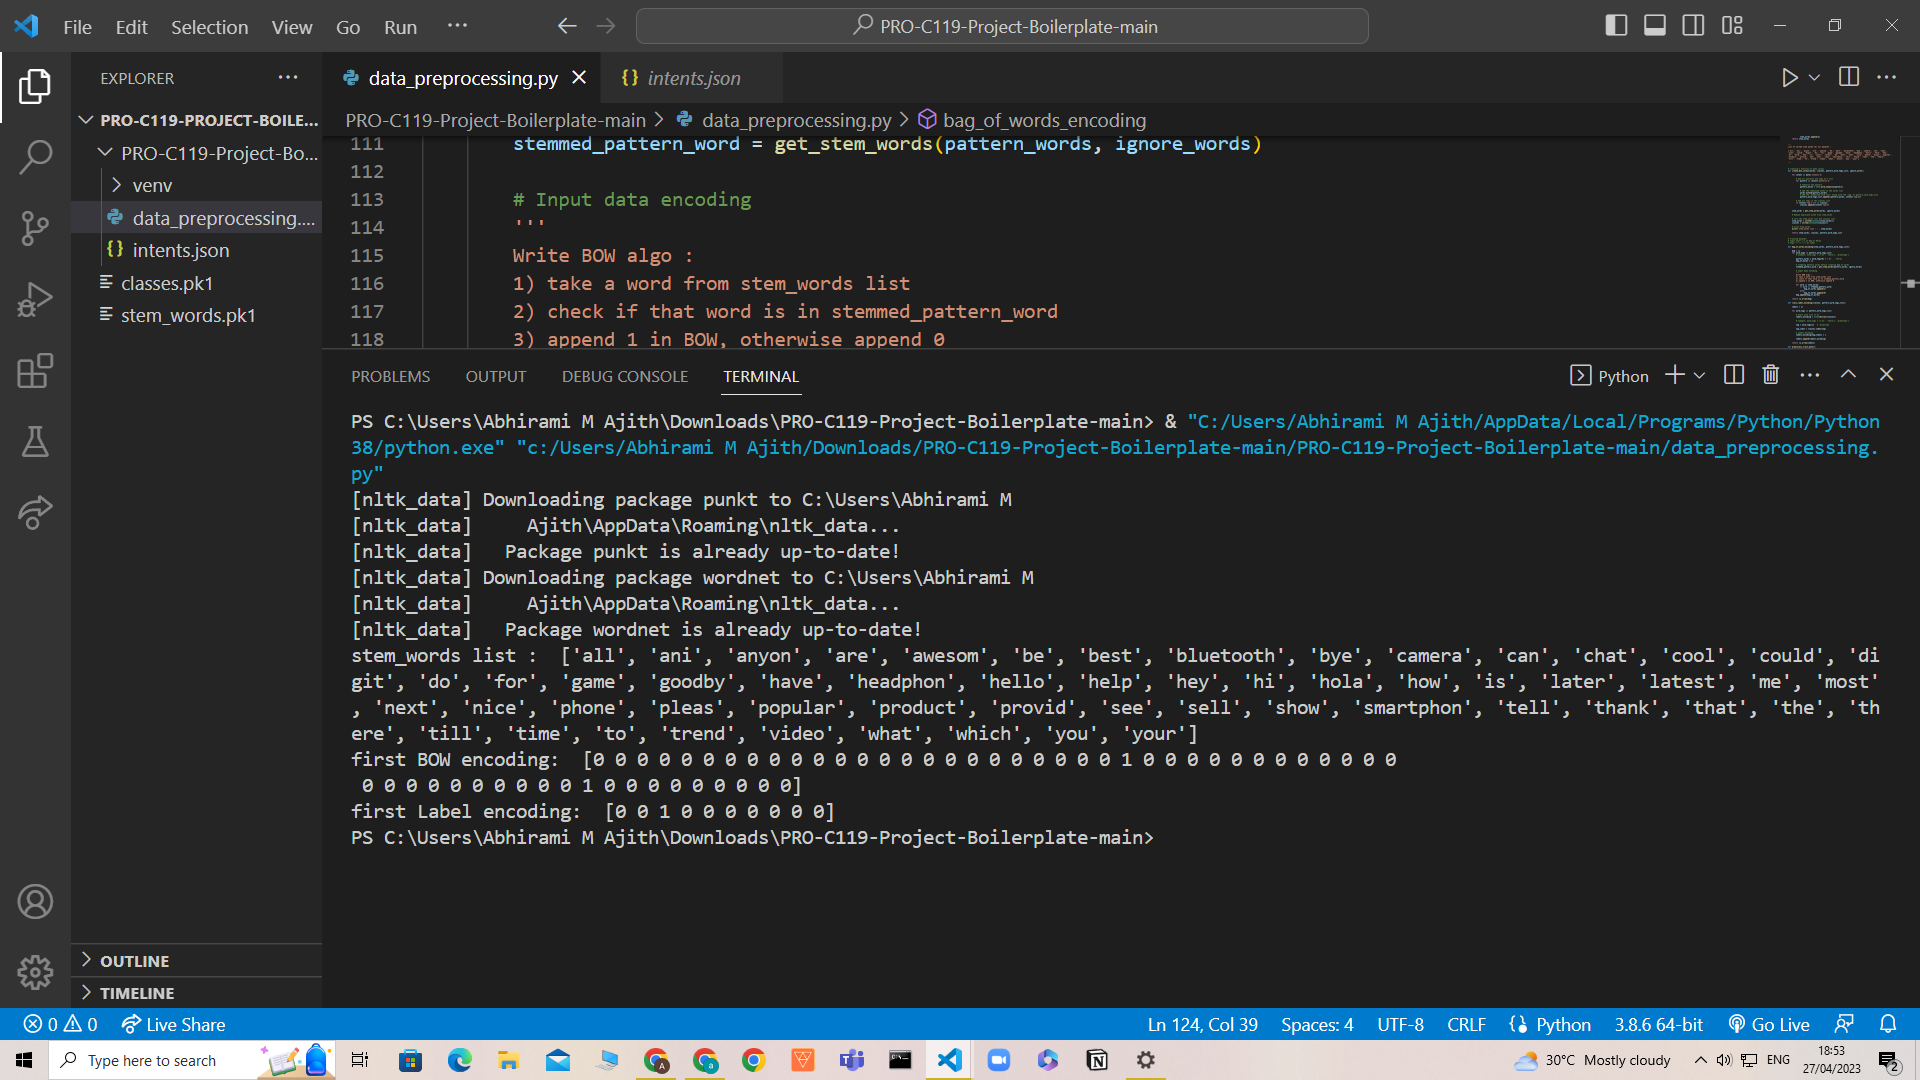 File Edit Selection View Go Run ...
PRO-C119-Project-Boilerplate-main
EXPLORER
PRO-C119-PROJECT-BOILE...
PRO-C119-Project-Bo...
venv
data_preprocessing....
intents.json
classes.pk1
stem_words.pk1
OUTLINE
TIMELINE
data_preprocessing.py
intents.json
PRO-C119-Project-Boilerplate-main > data_preprocessing.py > bag_of_words_encoding
111 stemmed_pattern_word = get_stem_words(pattern_words, ignore_words)
112
113 # Input data encoding
114 '''
115 Write BOW algo :
116 1) take a word from stem_words list
117 2) check if that word is in stemmed_pattern_word
118 3) append 1 in BOW, otherwise append 0
PROBLEMS OUTPUT DEBUG CONSOLE TERMINAL
Python
PS C:\Users\Abhirami M Ajith\Downloads\PRO-C119-Project-Boilerplate-main> & "C:/Users/Abhirami M Ajith/AppData/Local/Programs/Python/Python
38/python.exe" "c:/Users/Abhirami M Ajith/Downloads/PRO-C119-Project-Boilerplate-main/PRO-C119-Project-Boilerplate-main/data_preprocessing.
py"
[nltk_data] Downloading package punkt to C:\Users\Abhirami M
[nltk_data]     Ajith\AppData\Roaming\nltk_data...
[nltk_data]   Package punkt is already up-to-date!
[nltk_data] Downloading package wordnet to C:\Users\Abhirami M
[nltk_data]     Ajith\AppData\Roaming\nltk_data...
[nltk_data]   Package wordnet is already up-to-date!
stem_words list :  ['all', 'ani', 'anyon', 'are', 'awesom', 'be', 'best', 'bluetooth', 'bye', 'camera', 'can', 'chat', 'cool', 'could', 'di
git', 'do', 'for', 'game', 'goodby', 'have', 'headphon', 'hello', 'help', 'hey', 'hi', 'hola', 'how', 'is', 'later', 'latest', 'me', 'most'
, 'next', 'nice', 'phone', 'pleas', 'popular', 'product', 'provid', 'see', 'sell', 'show', 'smartphon', 'tell', 'thank', 'that', 'the', 'th
ere', 'till', 'time', 'to', 'trend', 'video', 'what', 'which', 'you', 'your']
first BOW encoding:  [0 0 0 0 0 0 0 0 0 0 0 0 0 0 0 0 0 0 0 0 0 0 0 0 1 0 0 0 0 0 0 0 0 0 0 0 0
 0 0 0 0 0 0 0 0 0 0 1 0 0 0 0 0 0 0 0 0]
first Label encoding:  [0 0 1 0 0 0 0 0 0 0]
PS C:\Users\Abhirami M Ajith\Downloads\PRO-C119-Project-Boilerplate-main>
0 0 Live Share
Ln 124, Col 39 Spaces: 4 UTF-8 CRLF Python 3.8.6 64-bit Go Live
Type here to search
30°C Mostly cloudy
ENG
18:53
27/04/2023
2